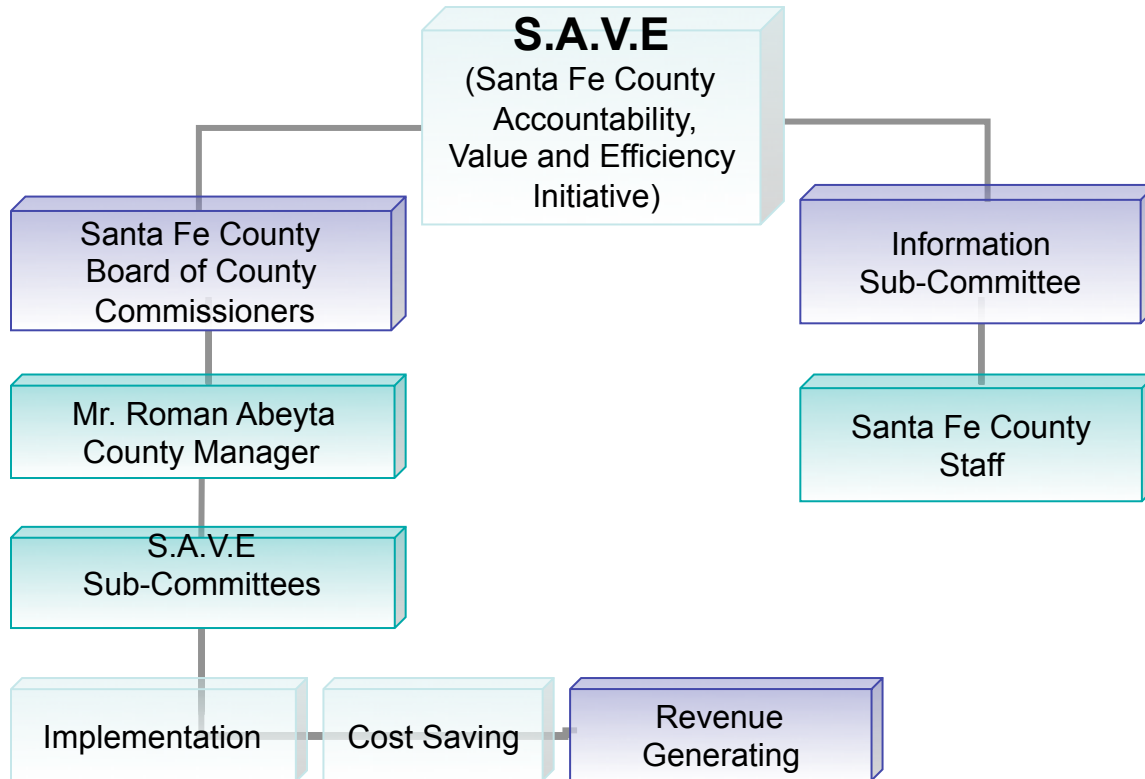 S.A.V.E
(Santa Fe County
Accountability,
Value and Efficiency
Initiative)
Santa Fe County
Board of County
Commissioners
Information
Sub-Committee
Mr. Roman Abeyta
County Manager
Santa Fe County
Staff
S.A.V.E
Sub-Committees
Implementation
Cost Saving
Revenue
Generating